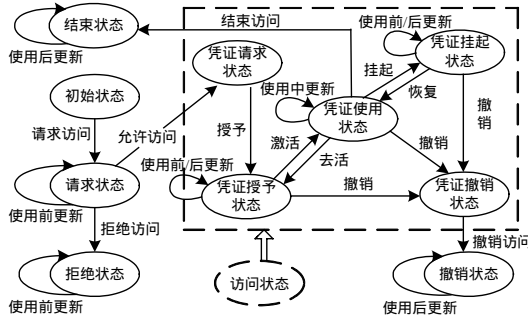 结束状态
结束访问
使用后更新
凭证请求
状态
使用前/后更新
凭证挂起
状态
初始状态
请求访问
允许访问
授予
使用中更新
凭证使用
状态
挂起
恢复
撤
销
激活
去活
撤销
请求状态
使用前更新
使用前/后更新
凭证授予
状态
撤销
凭证撤销
状态
拒绝访问
撤销访问
拒绝状态
使用前更新
访问状态
撤销状态
使用后更新